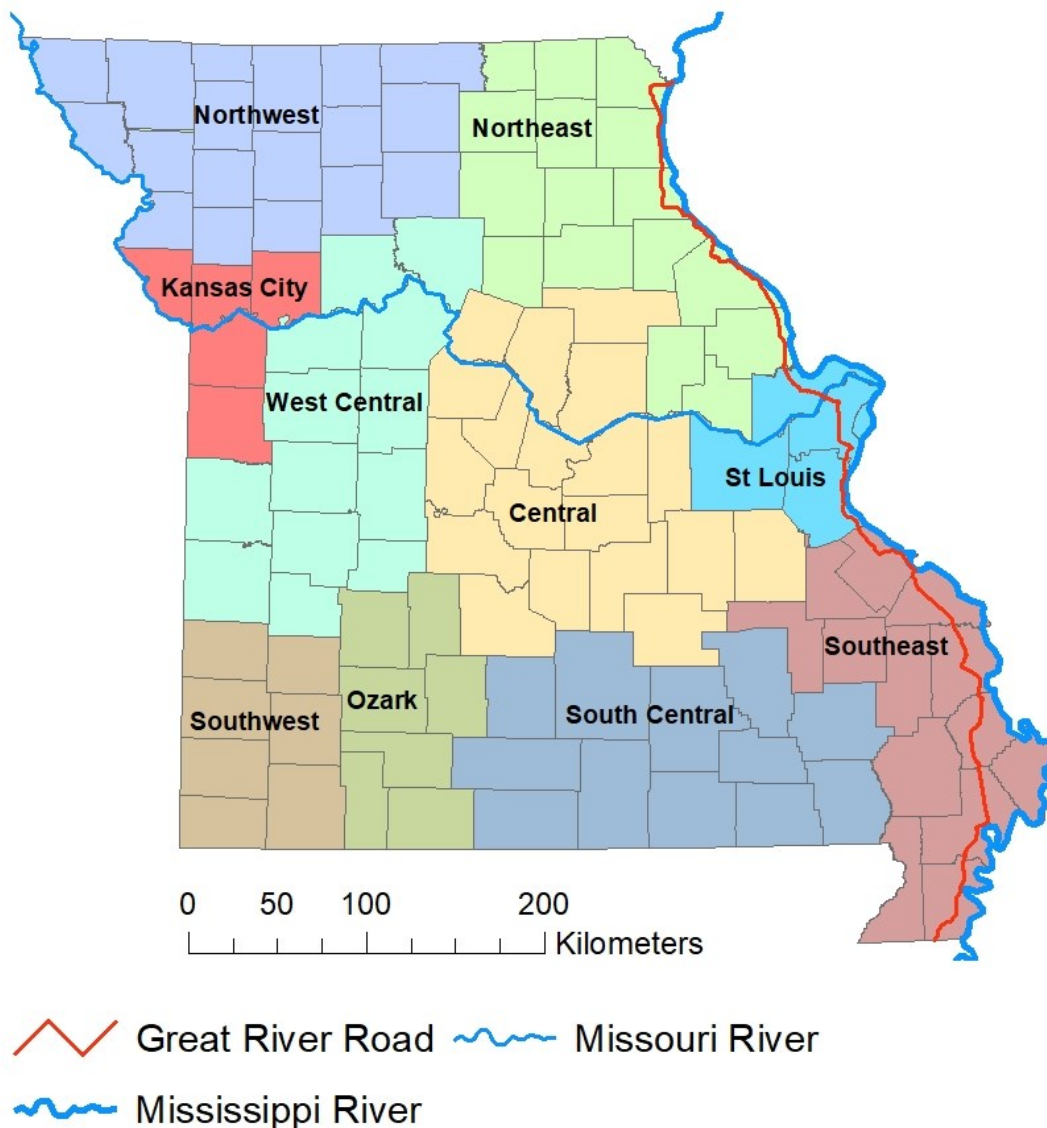 Northwest
Northeast
Kansas City
West Central
St Louis
Central
Southeast
Ozark
Southwest
South Central
0 50 100 200
Kilometers
Great River Road Missouri River
Mississippi River